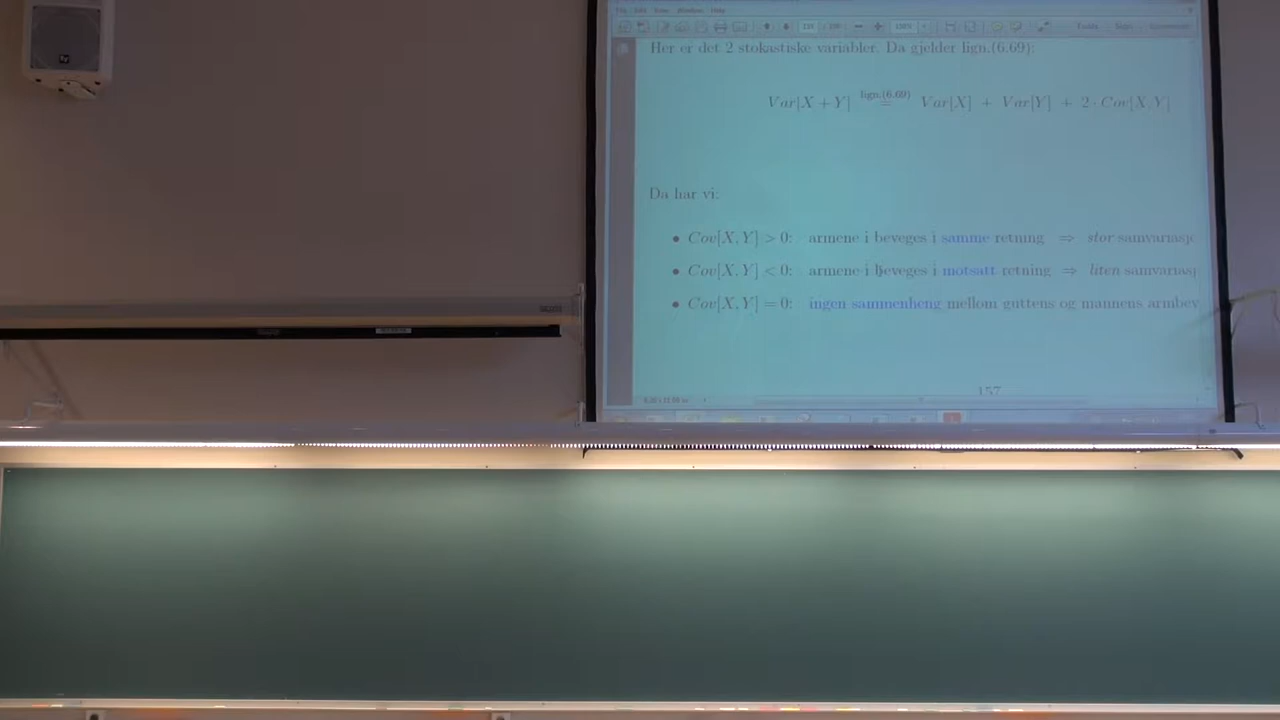 Her er det 2 stokastiske variabler. Da gjelder lign.(6.69):
Var[X + Y] lign.(6.69) = Var[X] + Var[Y] + 2 · Cov[X, Y]
Da har vi:
• Cov[X, Y] > 0: armene i beveges i samme retning ⇒ stor samvariasj
• Cov[X, Y] < 0: armene i beveges i motsatt retning ⇒ liten samvariasj
• Cov[X, Y] = 0: ingen sammenheng mellom guttens og mannens armbev
157